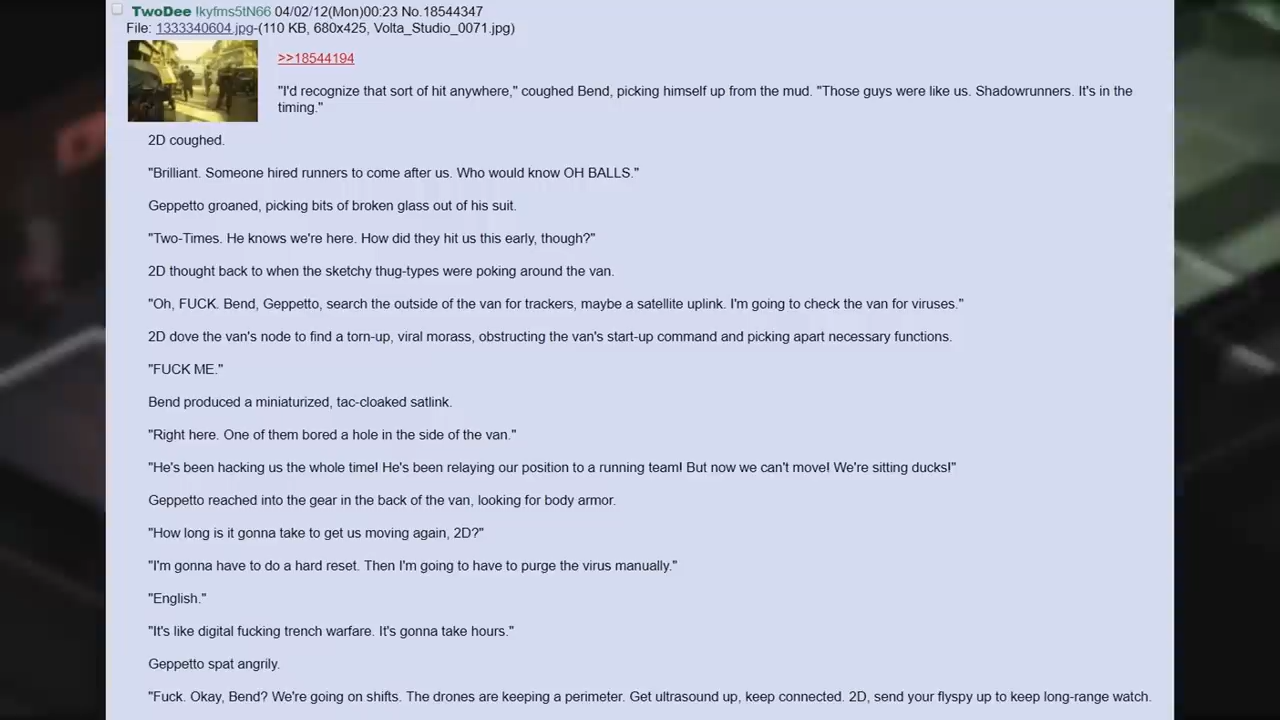 TwoDee !kyfms5tN66 04/02/12(Mon)00:23 No.18544347
File: 1333340604.jpg-(110 KB, 680x425, Volta_Studio_0071.jpg)
>>18544194
"I'd recognize that sort of hit anywhere," coughed Bend, picking himself up from the mud. "Those guys were like us. Shadowrunners. It's in the
timing."
2D coughed.
"Brilliant. Someone hired runners to come after us. Who would know OH BALLS."
Geppetto groaned, picking bits of broken glass out of his suit.
"Two-Times. He knows we're here. How did they hit us this early, though?"
2D thought back to when the sketchy thug-types were poking around the van.
"Oh, FUCK. Bend, Geppetto, search the outside of the van for trackers, maybe a satellite uplink. I'm going to check the van for viruses."
2D dove the van's node to find a torn-up, viral morass, obstructing the van's start-up command and picking apart necessary functions.
"FUCK ME."
Bend produced a miniaturized, tac-cloaked satlink.
"Right here. One of them bored a hole in the side of the van."
"He's been hacking us the whole time! He's been relaying our position to a running team! But now we can't move! We're sitting ducks!"
Geppetto reached into the gear in the back of the van, looking for body armor.
"How long is it gonna take to get us moving again, 2D?"
"I'm gonna have to do a hard reset. Then I'm going to have to purge the virus manually."
"English."
"It's like digital fucking trench warfare. It's gonna take hours."
Geppetto spat angrily.
"Fuck. Okay, Bend? We're going on shifts. The drones are keeping a perimeter. Get ultrasound up, keep connected. 2D, send your flyspy up to keep long-range watch.